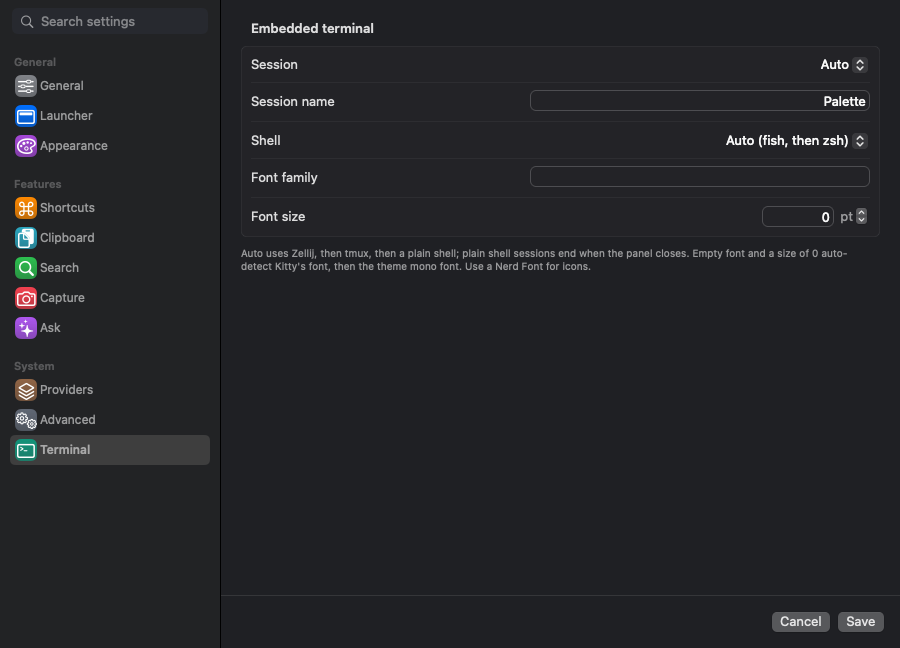 Search settings
General
General
Launcher
Appearance
Features
Shortcuts
Clipboard
Search
Capture
Ask
System
Providers
Advanced
Terminal
Embedded terminal
Session Auto
Session name Palette
Shell Auto (fish, then zsh)
Font family
Font size 0 pt
Auto uses Zellij, then tmux, then a plain shell; plain shell sessions end when the panel closes. Empty font and a size of 0 auto-
detect Kitty's font, then the theme mono font. Use a Nerd Font for icons.
Cancel Save